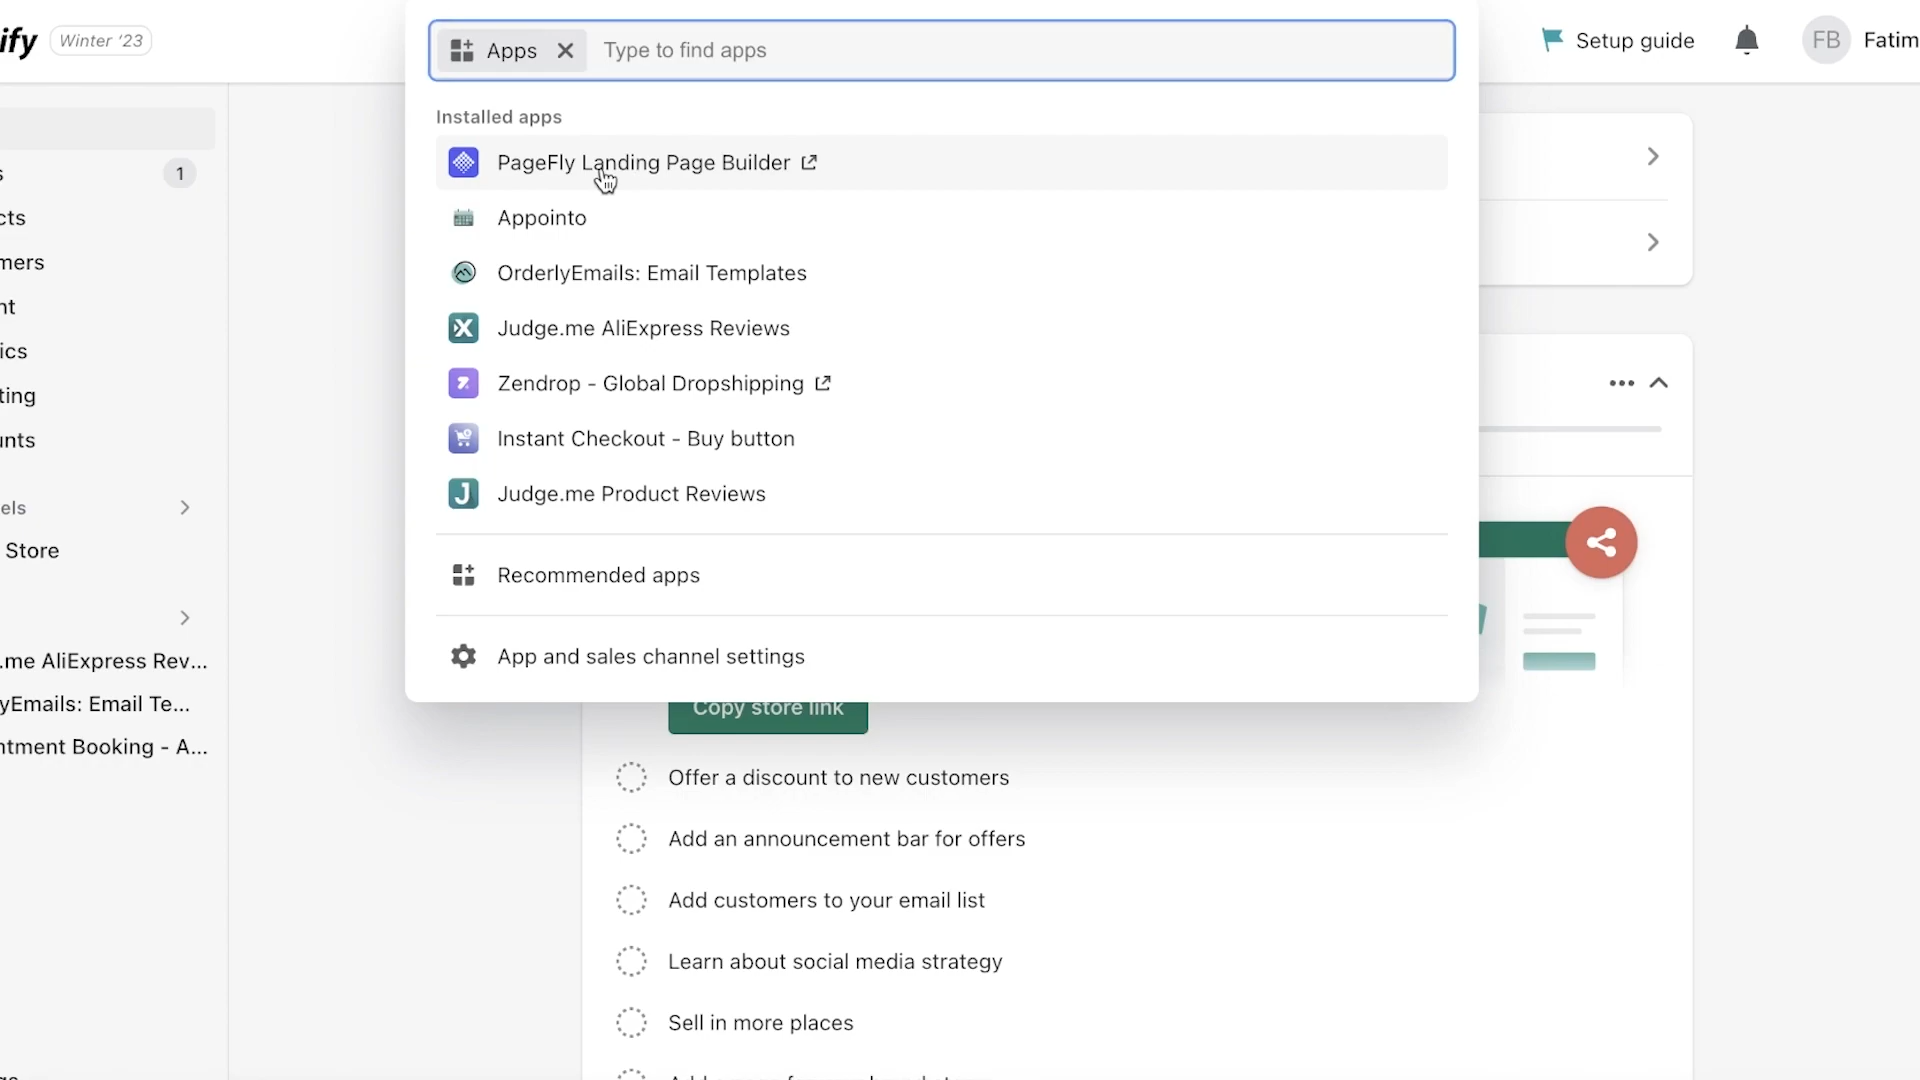 ify Winter '23
Apps Type to find apps
Setup guide
FB Fatim
Installed apps
PageFly Landing Page Builder
Appointo
OrderlyEmails: Email Templates
Judge.me AliExpress Reviews
Zendrop - Global Dropshipping
Instant Checkout - Buy button
Judge.me Product Reviews
Recommended apps
App and sales channel settings
s 1
cts
mers
nt
ics
ting
unts
els
Store
.me AliExpress Rev...
yEmails: Email Te...
ntment Booking - A...
Copy store link
Offer a discount to new customers
Add an announcement bar for offers
Add customers to your email list
Learn about social media strategy
Sell in more places